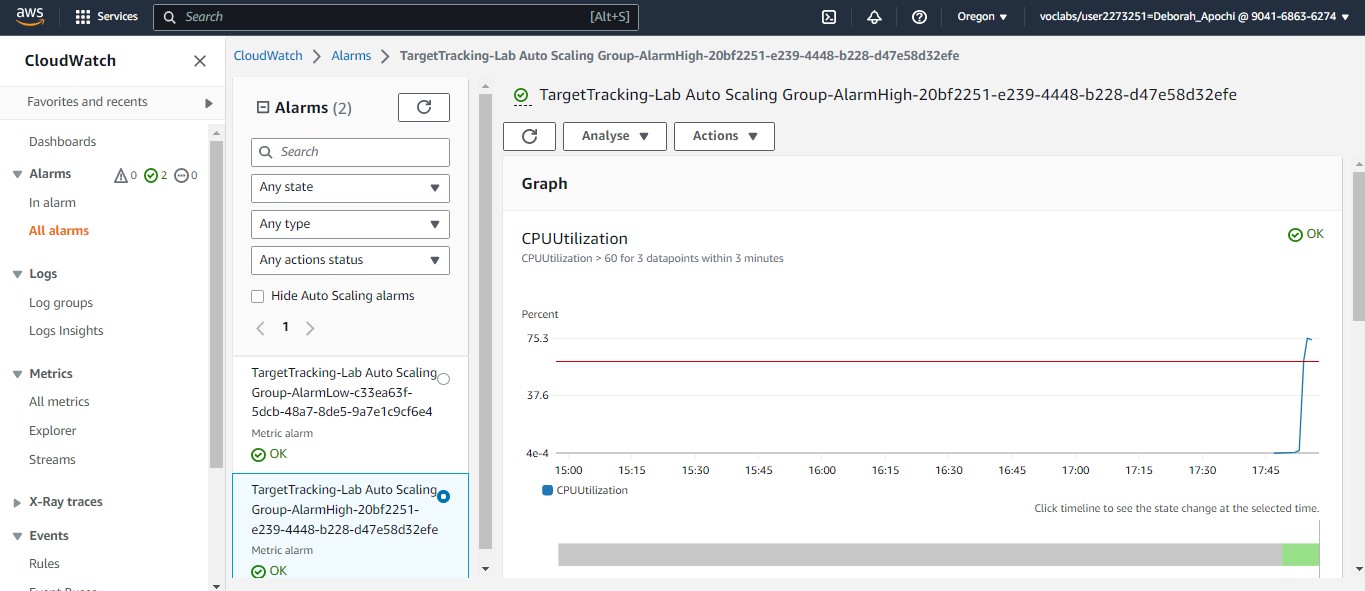 aws
Services
Search
[Alt+S]
Oregon
voclabs/user2273251=Deborah_Apochi @ 9041-6863-6274
CloudWatch
Favorites and recents
Dashboards
Alarms
0
2
0
In alarm
All alarms
Logs
Log groups
Logs Insights
Metrics
All metrics
Explorer
Streams
X-Ray traces
Events
Rules
CloudWatch
Alarms
TargetTracking-Lab Auto Scaling Group-AlarmHigh-20bf2251-e239-4448-b228-d47e58d32efe
Alarms (2)
Search
Any state
Any type
Any actions status
Hide Auto Scaling alarms
1
TargetTracking-Lab Auto Scaling
Group-AlarmLow-c33ea63f-
5dcb-48a7-8de5-9a7e1c9cf6e4
Metric alarm
OK
TargetTracking-Lab Auto Scaling
Group-AlarmHigh-20bf2251-
e239-4448-b228-d47e58d32efe
Metric alarm
OK
TargetTracking-Lab Auto Scaling Group-AlarmHigh-20bf2251-e239-4448-b228-d47e58d32efe
Analyse
Actions
Graph
CPUUtilization
OK
CPUUtilization > 60 for 3 datapoints within 3 minutes
Percent
75.3
37.6
4e-4
15:00 15:15 15:30 15:45 16:00 16:15 16:30 16:45 17:00 17:15 17:30 17:45
CPUUtilization
Click timeline to see the state change at the selected time.